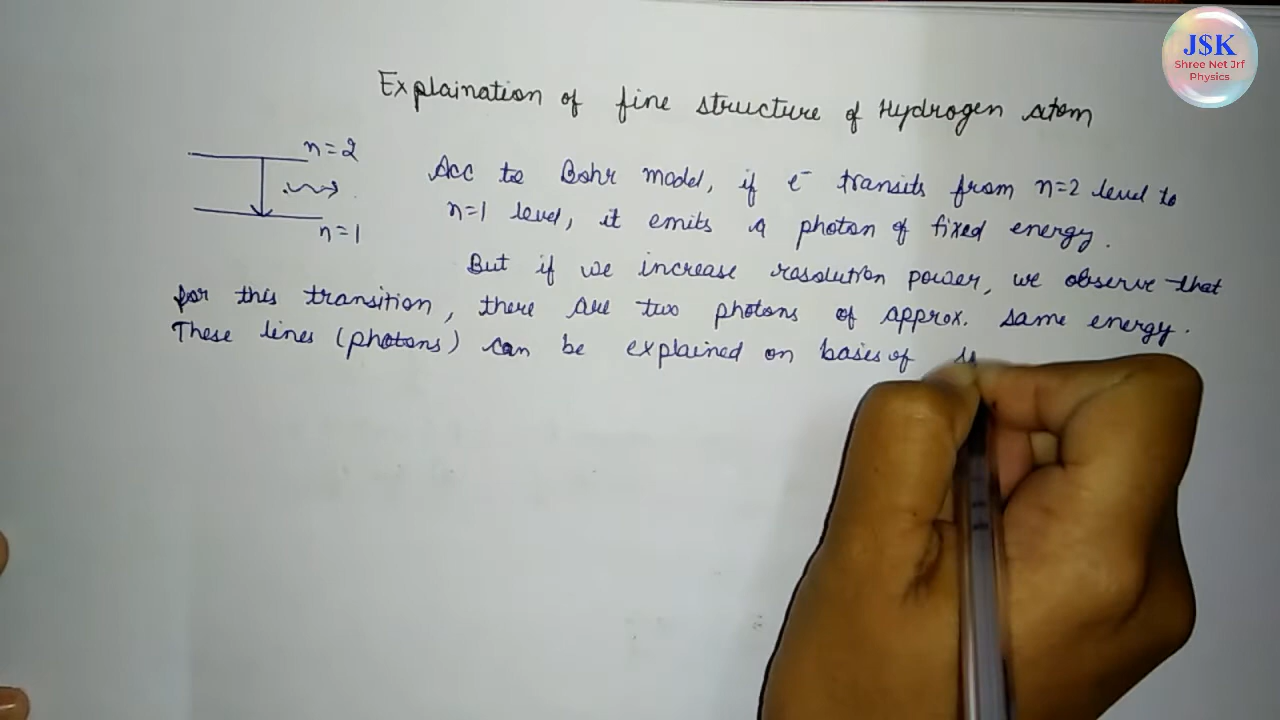 J$K
Shree Net Jrf
Physics
Explaination of fine structure of Hydrogen atom
n=2
n=1
Acc to Bohr model, if e⁻ transits from n=2 level to
n=1 level, it emits a photon of fixed energy.
But if we increase resolution power, we observe that
for this transition, there are two photons of approx. same energy.
These lines (photons) can be explained on bases of